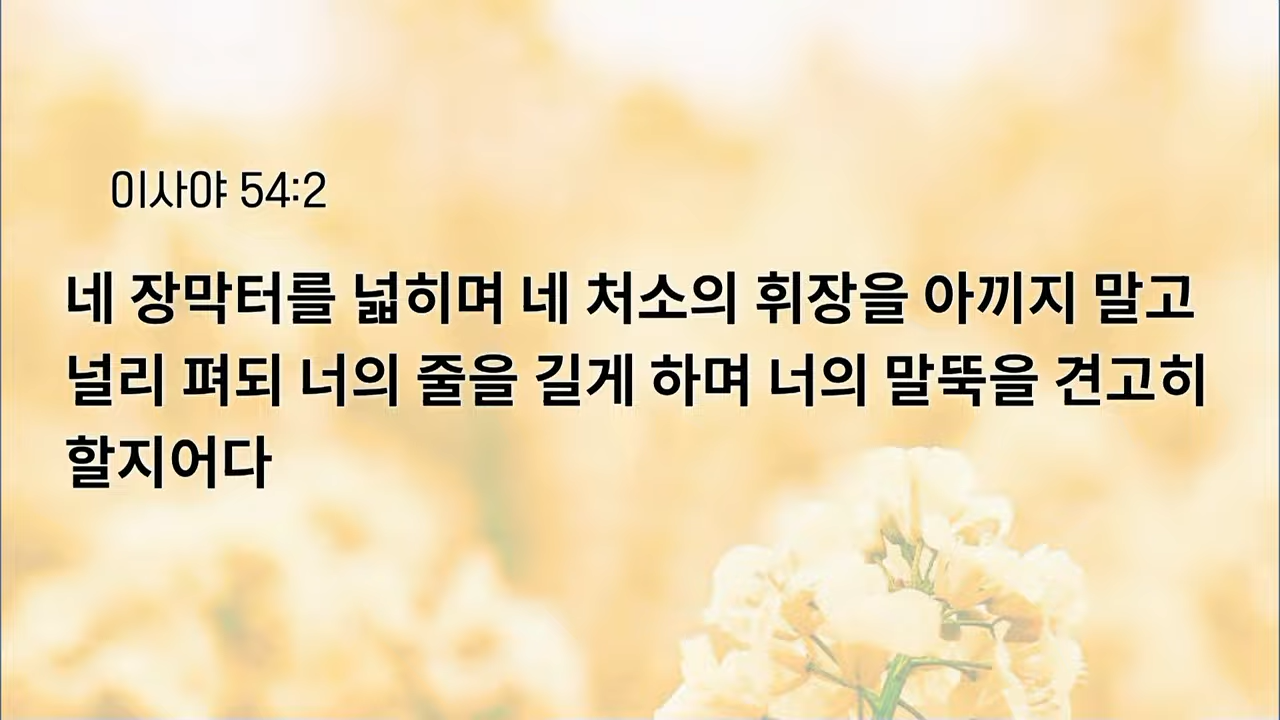 이사야 54:2
네 장막터를 넓히며 네 처소의 휘장을 아끼지 말고
널리 펴되 너의 줄을 길게 하며 너의 말뚝을 견고히
할지어다